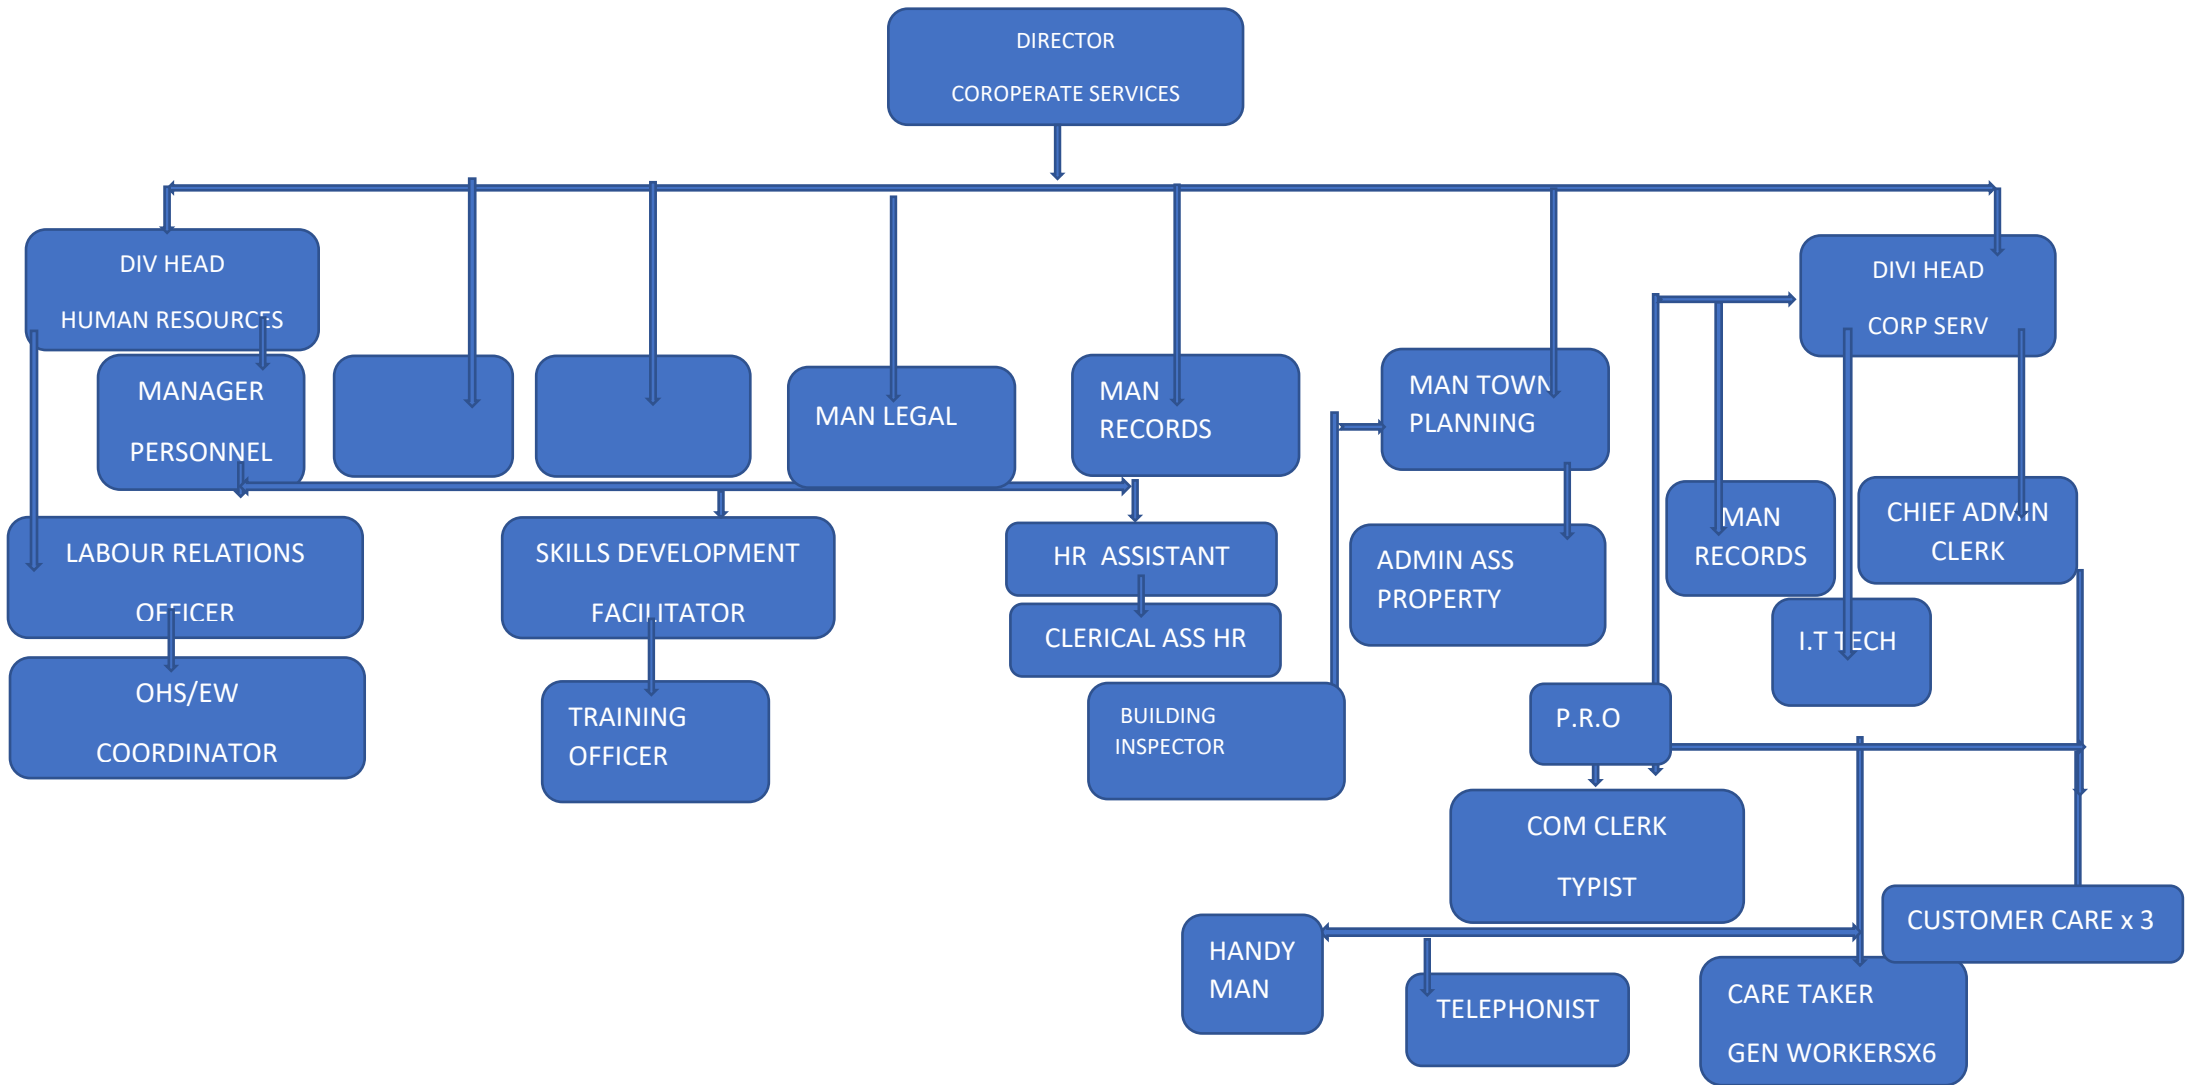 DIRECTOR
COROPERATE SERVICES
DIV HEAD
HUMAN RESOURCES
DIVI HEAD
CORP SERV
MANAGER
PERSONNEL
MAN LEGAL
MAN
RECORDS
MAN TOWN
PLANNING
MAN
RECORDS
CHIEF ADMIN
CLERK
LABOUR RELATIONS
OFFICER
SKILLS DEVELOPMENT
FACILITATOR
HR  ASSISTANT
CLERICAL ASS HR
ADMIN ASS
PROPERTY
I.T TECH
OHS/EW
COORDINATOR
TRAINING
OFFICER
BUILDING
INSPECTOR
P.R.O
COM CLERK
TYPIST
CUSTOMER CARE x 3
HANDY
MAN
TELEPHONIST
CARE TAKER
GEN WORKERSX6